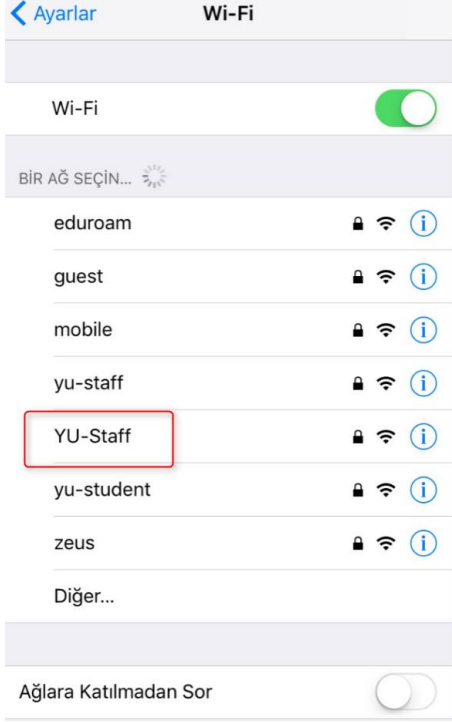 Ayarlar Wi-Fi
Wi-Fi
BİR AĞ SEÇİN...
eduroam
guest
mobile
yu-staff
YU-Staff
yu-student
zeus
Diğer...
Ağlara Katılmadan Sor